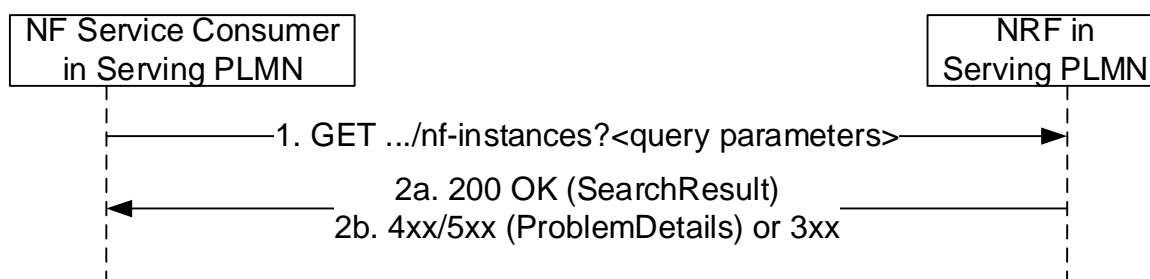 NF Service Consumer
in Serving PLMN
NRF in
Serving PLMN
1. GET .../nf-instances?<query parameters>
2a. 200 OK (SearchResult)
2b. 4xx/5xx (ProblemDetails) or 3xx